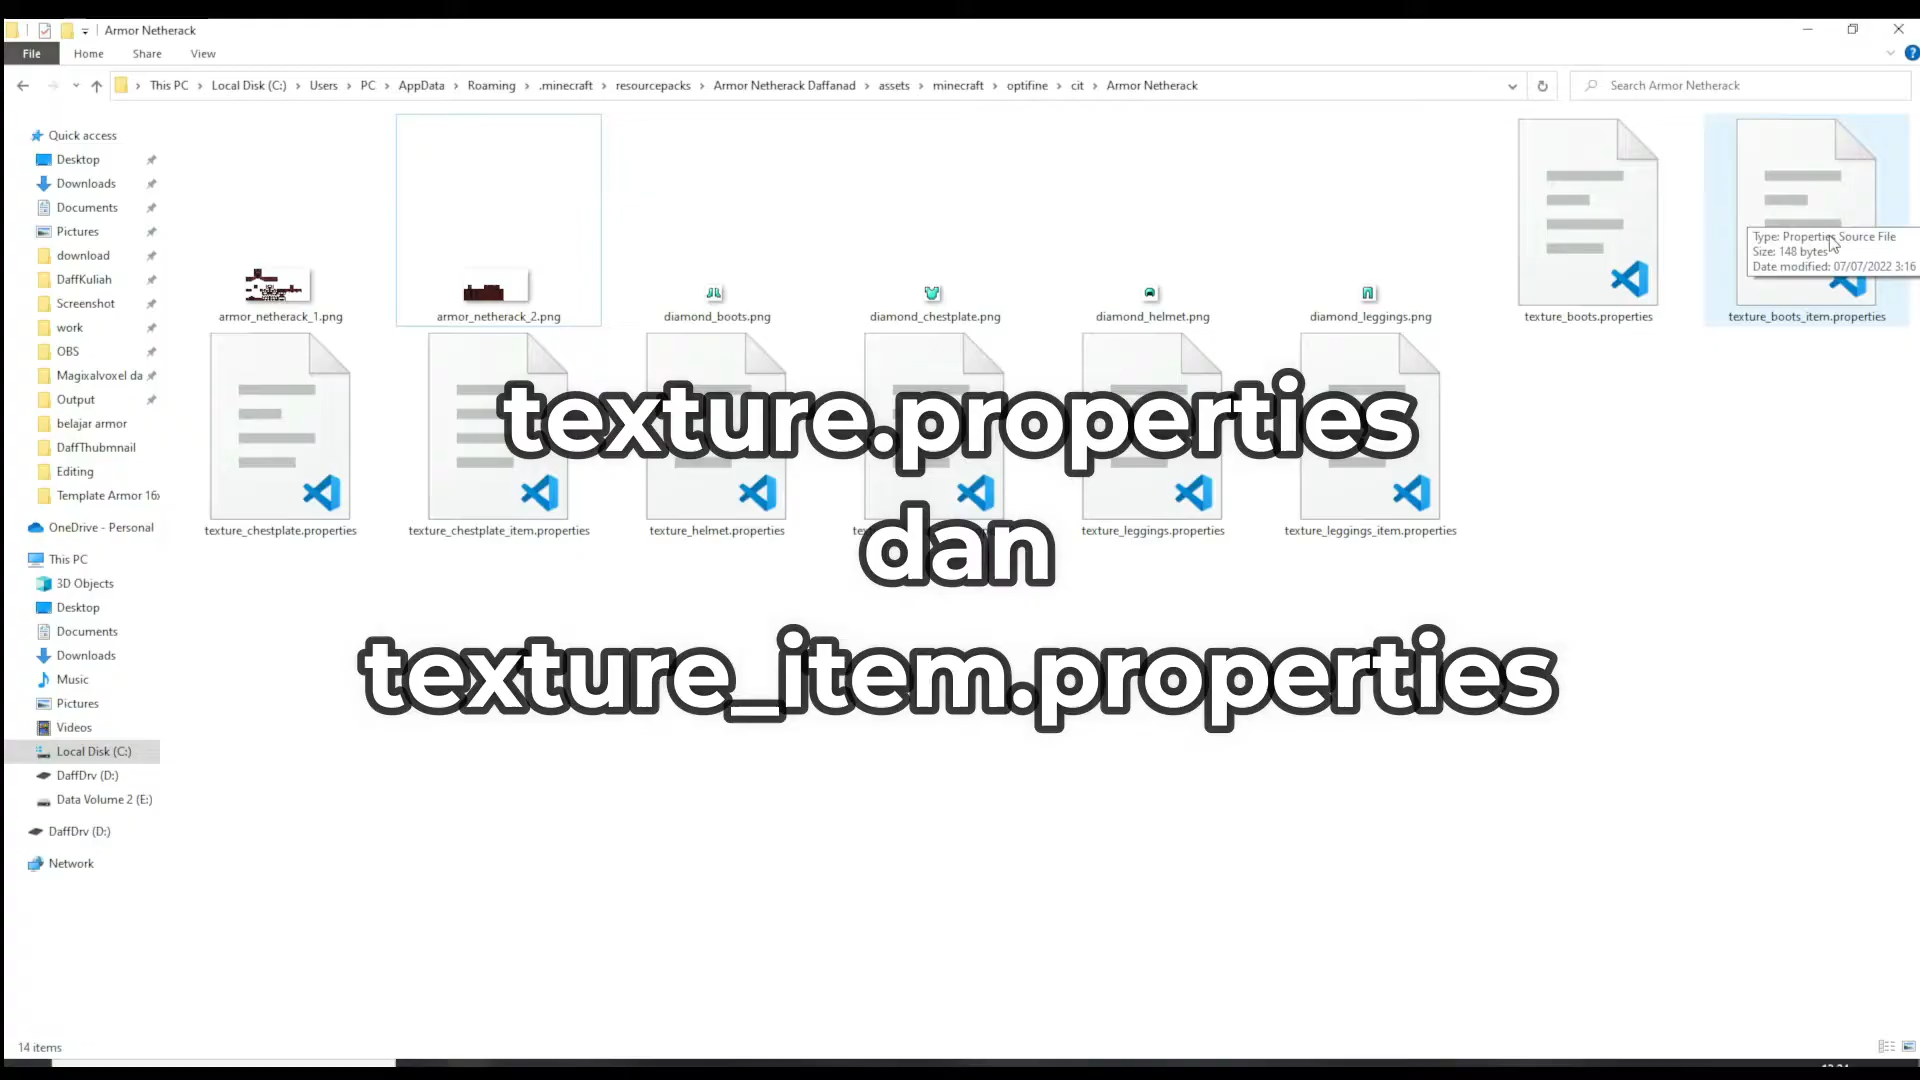 Armor Netherack
File Home Share View
This PC Local Disk (C:) Users PC AppData Roaming .minecraft resourcepacks Armor Netherack Daffanad assets minecraft optifine cit Armor Netherack
Search Armor Netherack
Quick access
Desktop
Downloads
Documents
Pictures
download
DaffKuliah
Screenshot
work
OBS
Magixalvoxel da
Output
belajar armor
DaffThubmnail
Editing
Template Armor 16x
OneDrive - Personal
This PC
3D Objects
Desktop
Documents
Downloads
Music
Pictures
Videos
Local Disk (C:)
DaffDrv (D:)
Data Volume 2 (E:)
DaffDrv (D:)
Network
armor_netherack_1.png armor_netherack_2.png diamond_boots.png diamond_chestplate.png diamond_helmet.png diamond_leggings.png texture_boots.properties texture_boots_item.properties
Type: Properties Source File
Size: 148 bytes
Date modified: 07/07/2022 3:16
texture_chestplate.properties texture_chestplate_item.properties texture_helmet.properties texture_leggings.properties texture_leggings_item.properties
texture.properties
dan
texture_item.properties
14 items